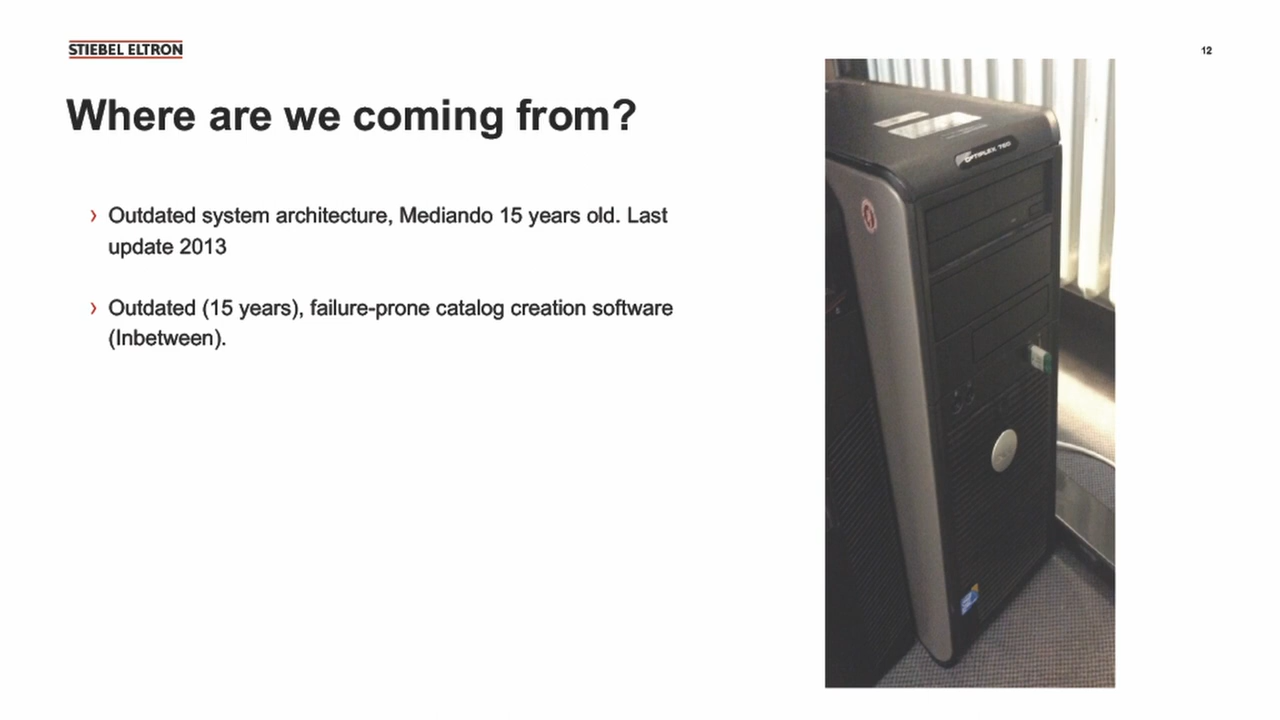 STIEBEL ELTRON
12
Where are we coming from?
› Outdated system architecture, Mediando 15 years old. Last
update 2013
› Outdated (15 years), failure-prone catalog creation software
(Inbetween).
OPTIPLEX